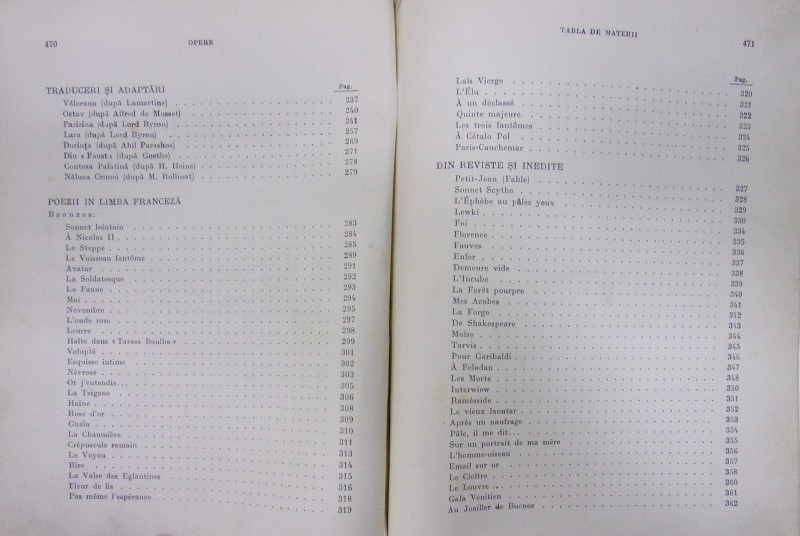 470 OPERE
Pag.
TRADUCERI ȘI ADAPTĂRI
Vâlceaua (după Lamartine) 237
Octav (după Alfred de Musset) 240
Parizina (după Lord Byron) 241
Lara (după Lord Byron) 257
Dorința (după Ahil Parashos) 269
Din «Faust» (după Goethe) 271
Contesa Palatină (după H. Heine) 278
Năluca Crimei (după M. Rollinat) 279
POEZII IN LIMBA FRANCEZĂ
Bronzes:
Sonnet lointain 283
À Nicolas II 284
Le Steppe 285
Le Vaisseau fantôme 289
Avatar 291
La Soldatesque 292
Le Faune 293
Mai 294
Novembre 295
L'onde rose 297
Leurre 298
Halte dans «Tarass Boulba» 299
Volupté 301
Esquisse intime 302
Névrose 303
Or j'entendis... 305
La Tsigane 306
Haine 308
Rose d'or 309
Guzla 310
La Chaumière 311
Crépuscule romain 313
Le Voyou 314
Rire 315
La Valse des Eglantines 316
Fleur de lis 318
Pas même l'espérance 319
TABLA DE MATERII 471
Pag.
Laïs Vierge 320
L'Élu 321
À un déclassé 322
Quinte majeure 323
Les trois fantômes 324
À Cétalo Pol 325
Paris-Cauchemar 326
DIN REVISTE ȘI INEDITE
Petit-Jean (Fable) 327
Sonnet Scythe 328
L'Éphèbe au pâles yeux 329
Lewki 330
Foi 334
Florence 335
Fauves 336
Enfer 337
Demeure vide 338
L'Incube 339
La Forêt pourpre 340
Mes Arabes 341
La Forge 342
De Shakespeare 343
Moïse 344
Tarvis 345
Pour Garibaldi 346
À Peladan 347
Les Morts 348
Interwiew 350
Ramésside 351
Le vieux Isoutar 352
Après un naufrage 353
Pâle, il me dit... 354
Sur un portrait de ma mère 355
L'homme-oiseau 356
Email sur or 357
Le Cloître 358
Le Louvre 360
Gala Vénitien 361
Au Joailler de Buenos 362